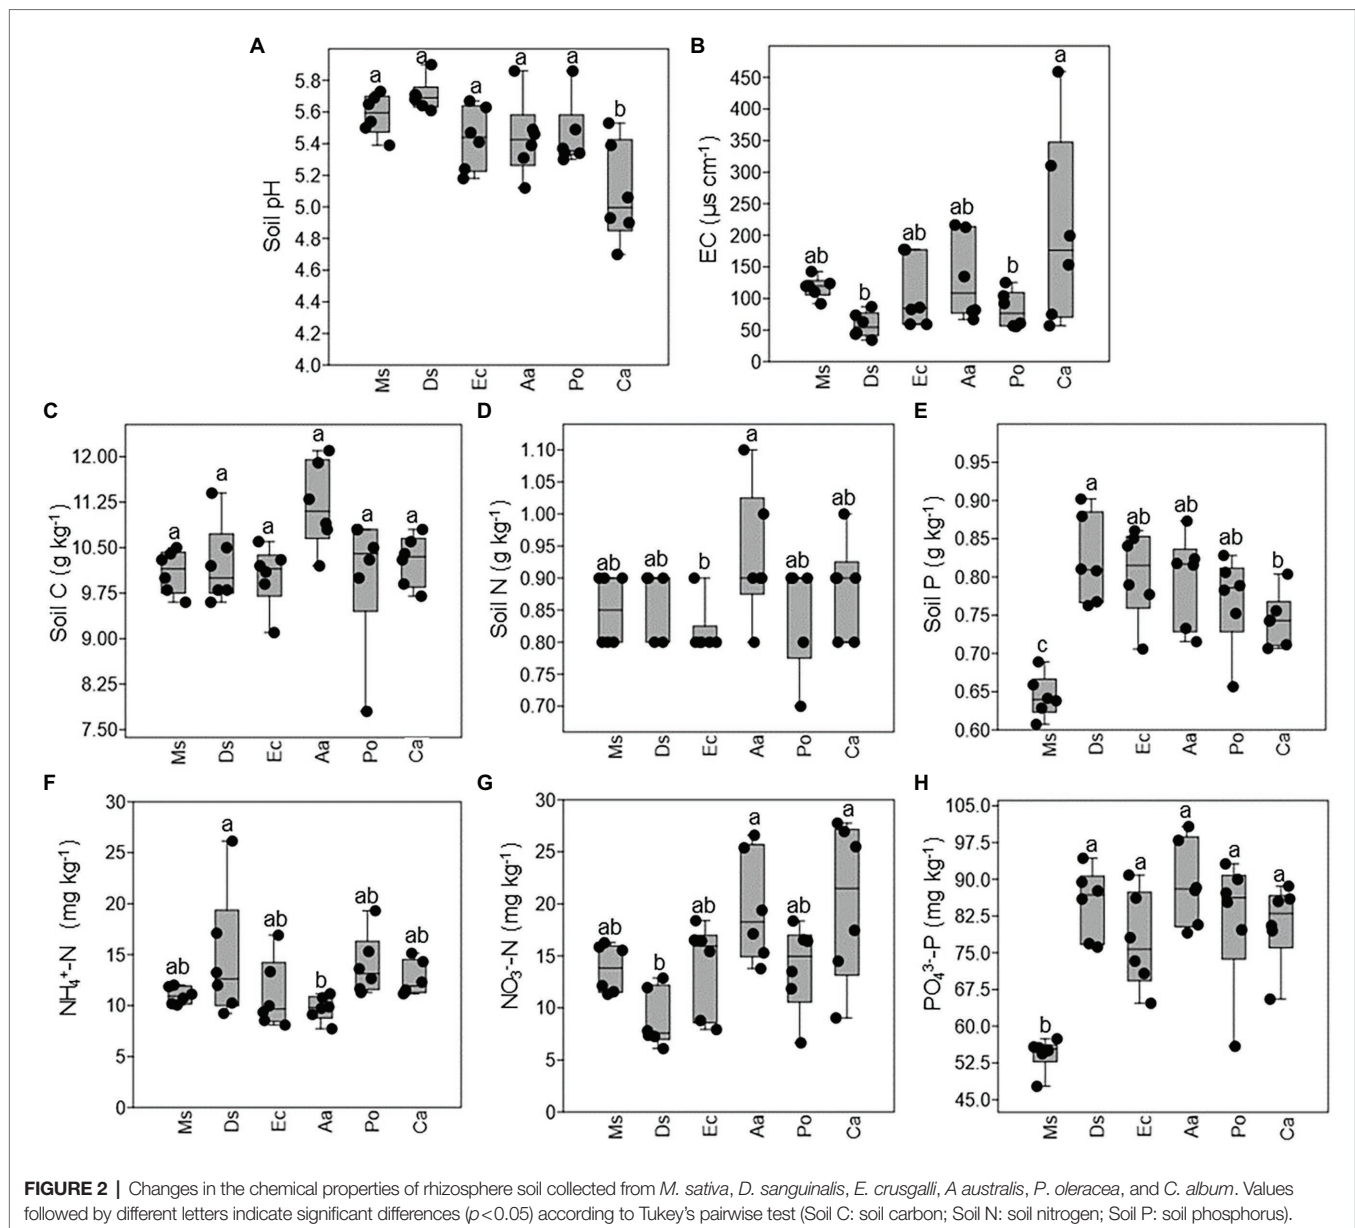 A
Soil pH
5.8
5.6
5.4
5.2
5.0
4.8
4.6
4.4
4.2
4.0
a a a a a b
Ms Ds Ec Aa Po Ca
B
EC (µs cm-1)
450
400
350
300
250
200
150
100
50
0
ab b ab ab b a
Ms Ds Ec Aa Po Ca
C
Soil C (g kg-1)
12.00
11.25
10.50
9.75
9.00
8.25
7.50
a a a a a a
Ms Ds Ec Aa Po Ca
D
Soil N (g kg-1)
1.10
1.05
1.00
0.95
0.90
0.85
0.80
0.75
0.70
ab ab b a ab ab
Ms Ds Ec Aa Po Ca
E
Soil P (g kg-1)
0.95
0.90
0.85
0.80
0.75
0.70
0.65
0.60
c a ab ab ab b
Ms Ds Ec Aa Po Ca
F
NH4+-N (mg kg-1)
30
25
20
15
10
5
0
ab a ab b ab ab
Ms Ds Ec Aa Po Ca
G
NO3--N (mg kg-1)
30
25
20
15
10
5
0
ab b ab a ab a
Ms Ds Ec Aa Po Ca
H
PO43--P (mg kg-1)
105.0
97.5
90.0
82.5
75.0
67.5
60.0
52.5
45.0
b a a a a a
Ms Ds Ec Aa Po Ca
FIGURE 2 | Changes in the chemical properties of rhizosphere soil collected from M. sativa, D. sanguinalis, E. crusgalli, A australis, P. oleracea, and C. album. Values
followed by different letters indicate significant differences (p<0.05) according to Tukey's pairwise test (Soil C: soil carbon; Soil N: soil nitrogen; Soil P: soil phosphorus).